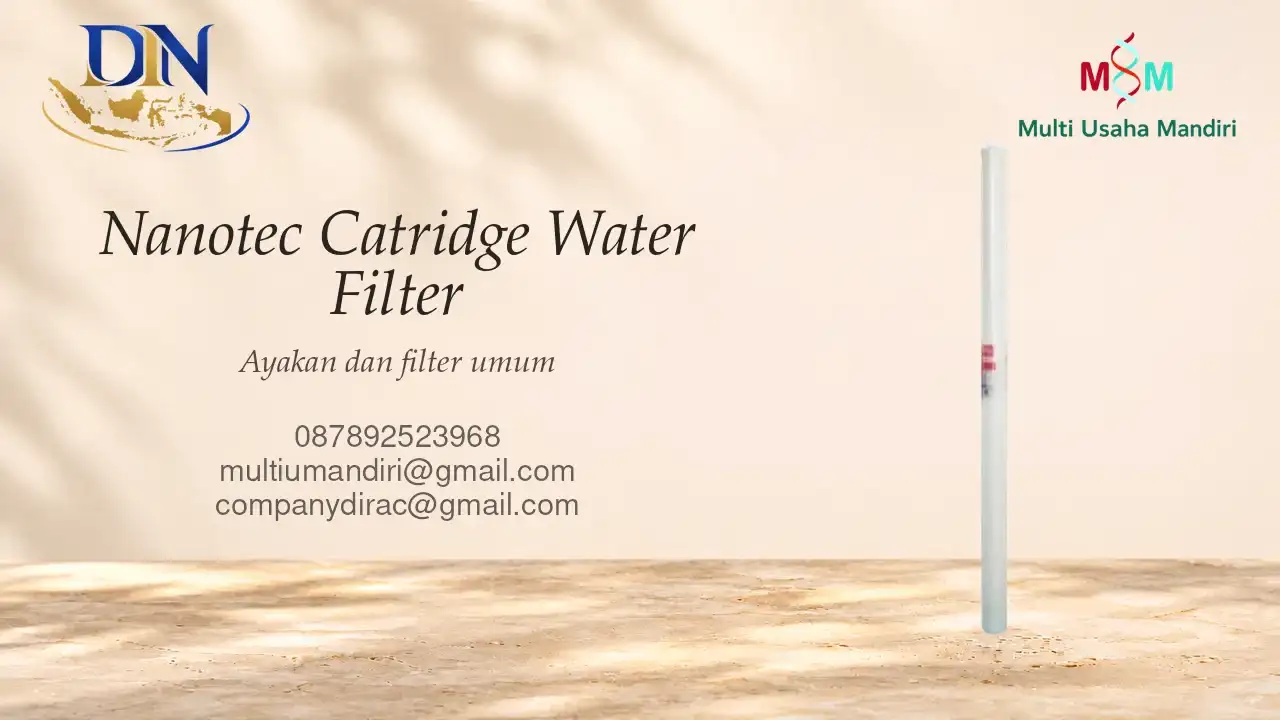 DN
M M
Multi Usaha Mandiri
Nanotec Catridge Water
Filter
Ayakan dan filter umum
087892523968
multiumandiri@gmail.com
companydirac@gmail.com